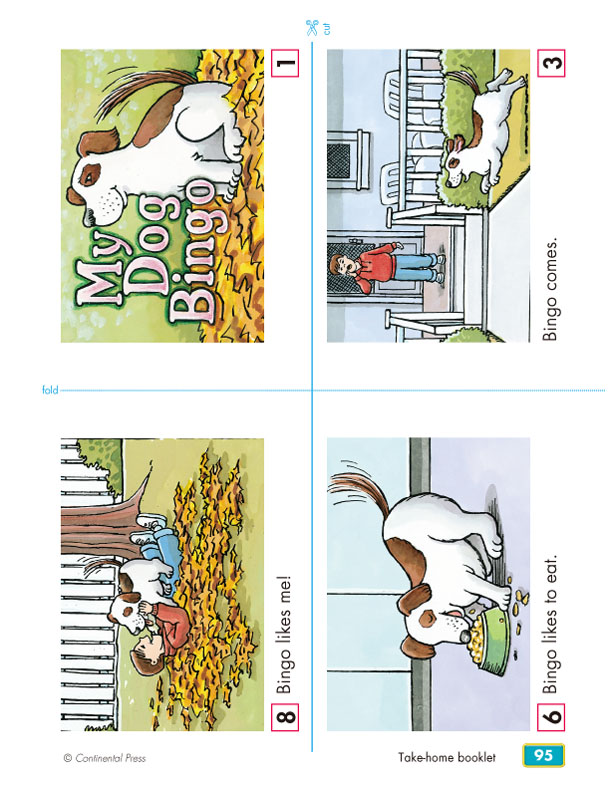 cut
My
Dog
Bingo
1
Bingo comes.
3
fold
8
Bingo likes me!
6
Bingo likes to eat.
© Continental Press
Take-home booklet
95